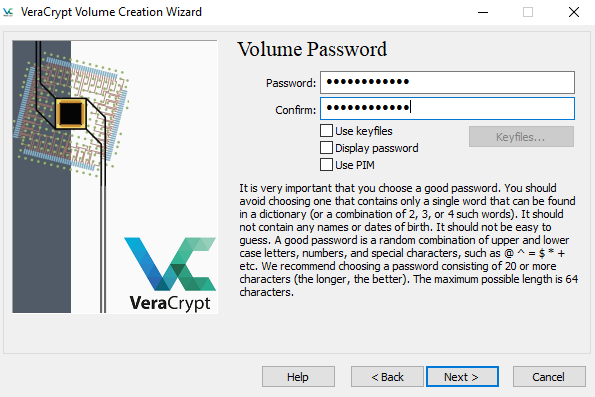 VeraCrypt Volume Creation Wizard
Volume Password
Password: ●●●●●●●●●●●●
Confirm: ●●●●●●●●●●●●
Use keyfiles
Keyfiles...
Display password
Use PIM
It is very important that you choose a good password. You should
avoid choosing one that contains only a single word that can be found
in a dictionary (or a combination of 2, 3, or 4 such words). It should
not contain any names or dates of birth. It should not be easy to
guess. A good password is a random combination of upper and lower
case letters, numbers, and special characters, such as @ ^ = $ * +
etc. We recommend choosing a password consisting of 20 or more
characters (the longer, the better). The maximum possible length is 64
characters.
VeraCrypt
Help
< Back
Next >
Cancel